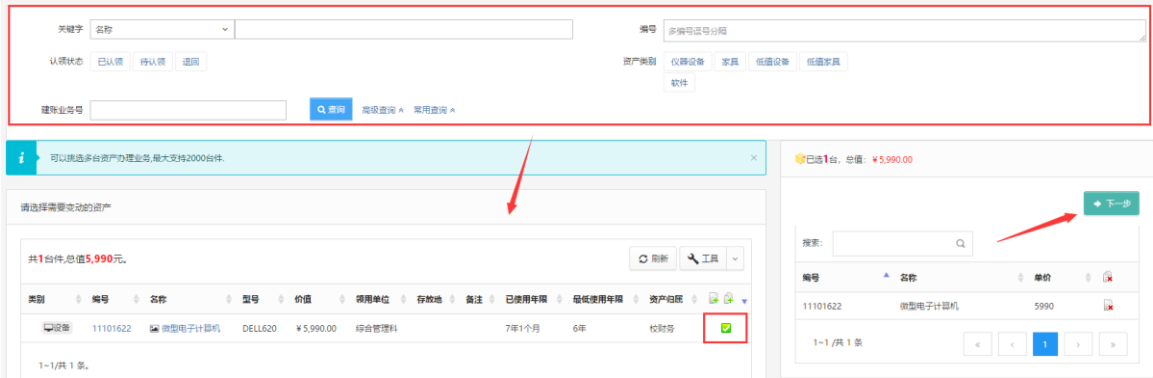 关键字 名称 编号 多编号逗号分隔
认领状态 已认领 待认领 退回 资产类别 仪器设备 家具 低值设备 低值家具
软件
建账业务号 查询 高级查询 常用查询
可以挑选多台资产办理业务,最大支持2000台件. ×
已选1台, 总值: ¥5,990.00
请选择需要变动的资产
下一步
共1台件,总值5,990元。 刷新 工具
搜索:
类别 编号 名称 型号 价值 领用单位 存放地 备注 已使用年限 最低使用年限 资产归属
设备 11101622 微型电子计算机 DELL620 ¥5,990.00 综合管理科 7年1个月 6年 校财务
1~1/共 1 条。
编号 名称 单价
11101622 微型电子计算机 5990
1~1 /共 1 条 « < 1 > »